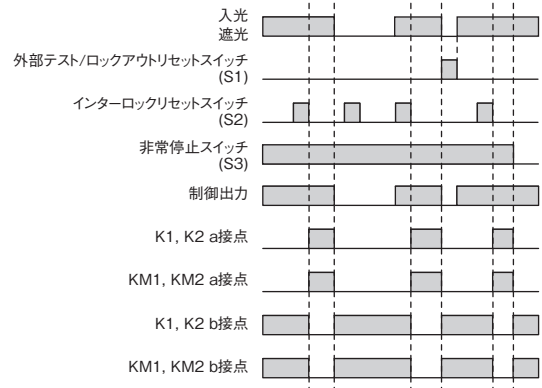 入光
遮光
外部テスト/ロックアウトリセットスイッチ
(S1)
インターロックリセットスイッチ
(S2)
非常停止スイッチ
(S3)
制御出力
K1, K2 a接点
KM1, KM2 a接点
K1, K2 b接点
KM1, KM2 b接点